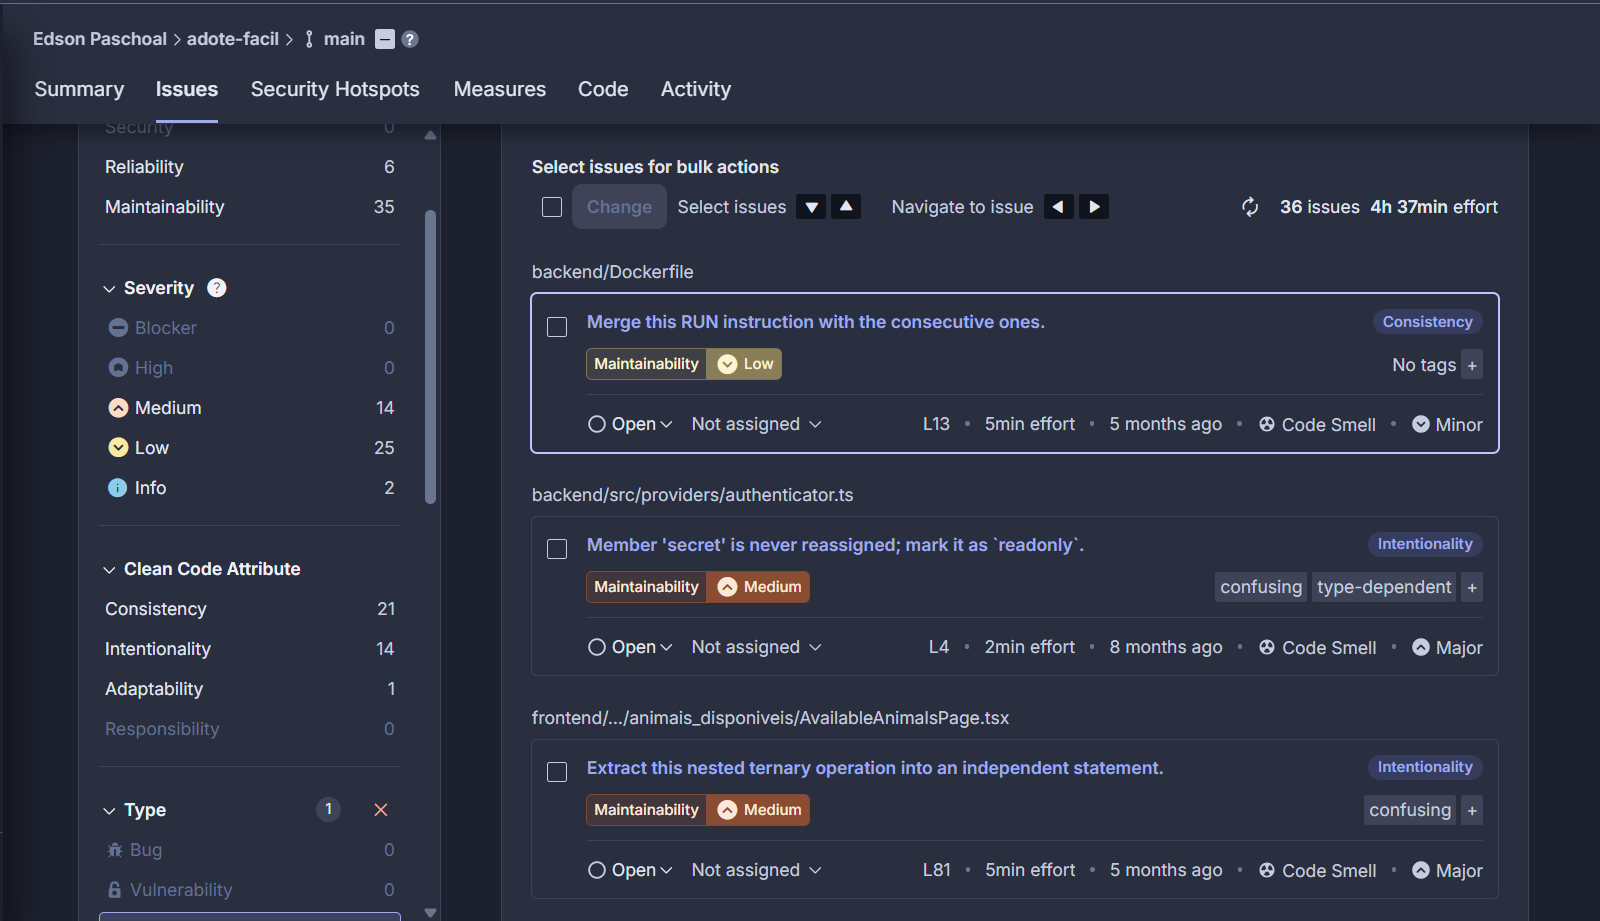 Edson Paschoal > adote-facil > main ?
Summary Issues Security Hotspots Measures Code Activity
Security 0
Reliability 6
Maintainability 35
Severity ?
Blocker 0
High 0
Medium 14
Low 25
Info 2
Clean Code Attribute
Consistency 21
Intentionality 14
Adaptability 1
Responsibility 0
Type 1
Bug 0
Vulnerability 0
Select issues for bulk actions
Change Select issues Navigate to issue 36 issues 4h 37min effort
backend/Dockerfile
Merge this RUN instruction with the consecutive ones. Consistency
Maintainability Low No tags +
Open Not assigned L13 • 5min effort • 5 months ago • Code Smell • Minor
backend/src/providers/authenticator.ts
Member 'secret' is never reassigned; mark it as `readonly`. Intentionality
Maintainability Medium confusing type-dependent +
Open Not assigned L4 • 2min effort • 8 months ago • Code Smell • Major
frontend/.../animais_disponiveis/AvailableAnimalsPage.tsx
Extract this nested ternary operation into an independent statement. Intentionality
Maintainability Medium confusing +
Open Not assigned L81 • 5min effort • 5 months ago • Code Smell • Major